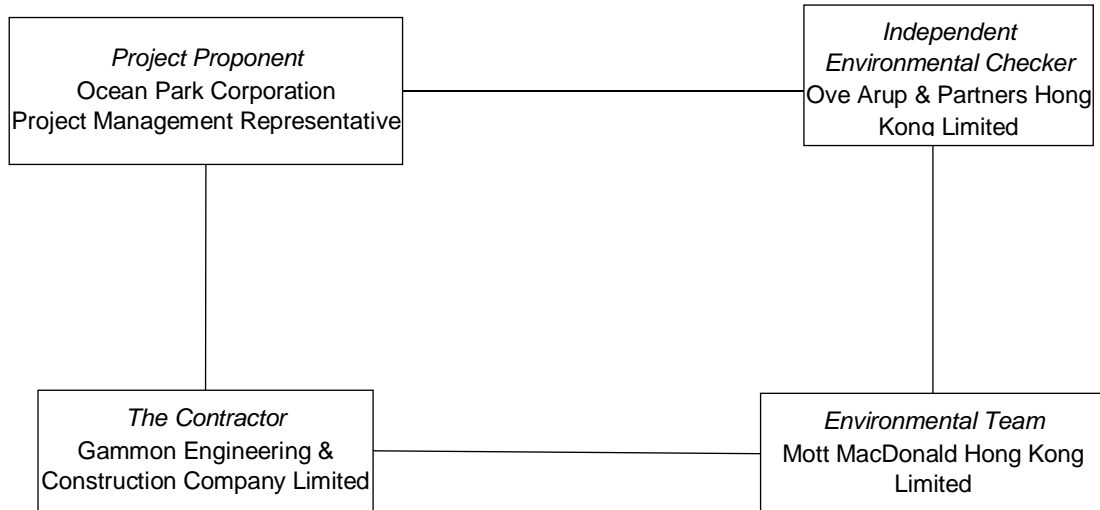 Project Proponent
Ocean Park Corporation
Project Management Representative
Independent
Environmental Checker
Ove Arup & Partners Hong
Kong Limited
The Contractor
Gammon Engineering &
Construction Company Limited
Environmental Team
Mott MacDonald Hong Kong
Limited